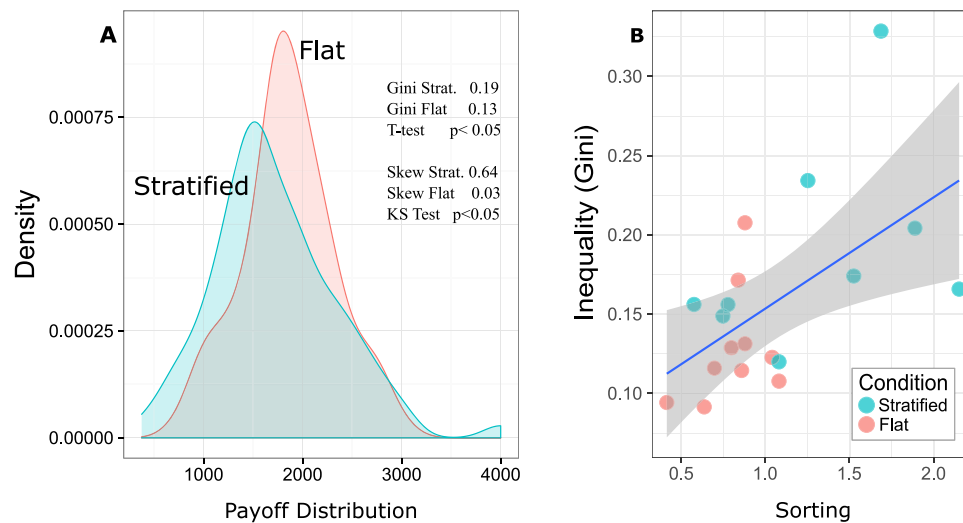 A
Flat
Stratified
Gini Strat. 0.19
Gini Flat 0.13
T-test p< 0.05
Skew Strat. 0.64
Skew Flat 0.03
KS Test p<0.05
0.00075
0.00050
0.00025
0.00000
Density
1000 2000 3000 4000
Payoff Distribution
B
0.30
0.25
0.20
0.15
0.10
Inequality (Gini)
Condition
Stratified
Flat
0.5 1.0 1.5 2.0
Sorting